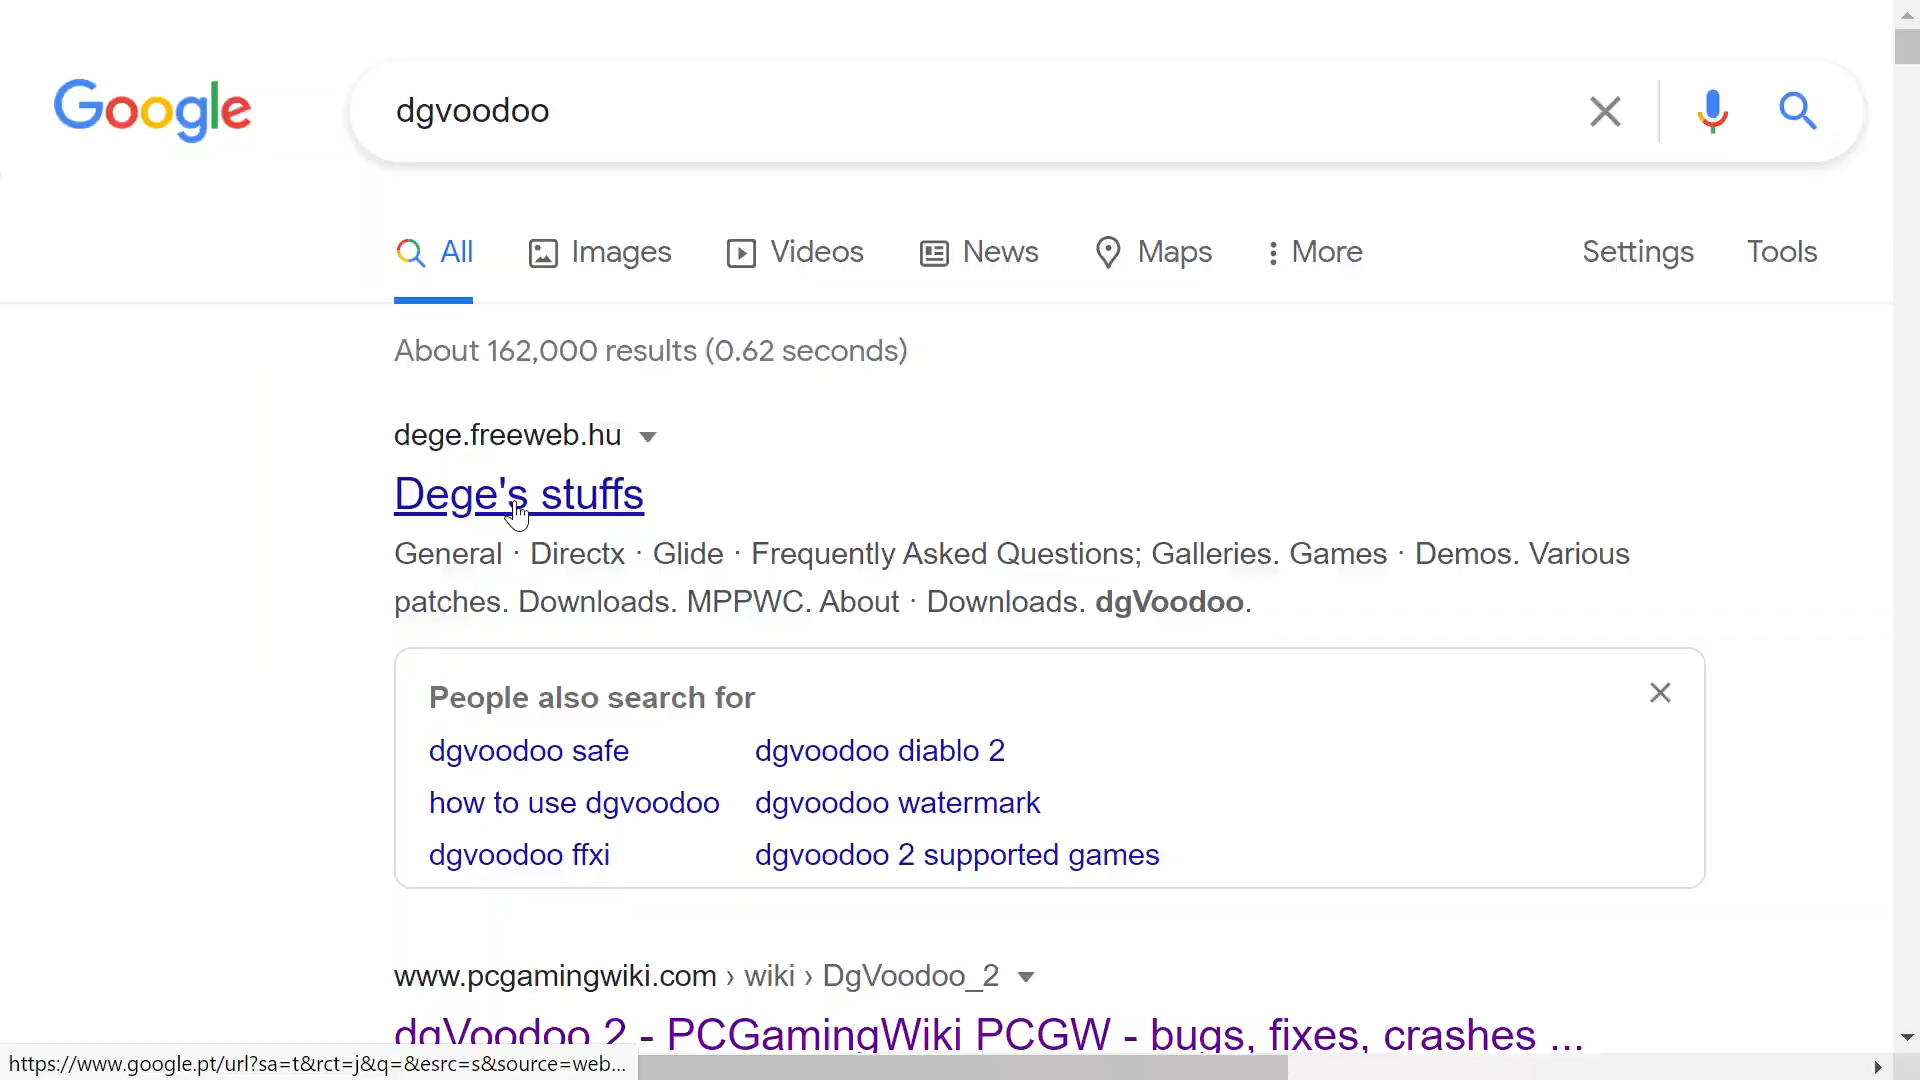 Google
dgvoodoo
All Images Videos News Maps More Settings Tools
About 162,000 results (0.62 seconds)
dege.freeweb.hu
Dege's stuffs
General · Directx · Glide · Frequently Asked Questions; Galleries. Games · Demos. Various
patches. Downloads. MPPWC. About · Downloads. dgVoodoo.
People also search for
dgvoodoo safe dgvoodoo diablo 2
how to use dgvoodoo dgvoodoo watermark
dgvoodoo ffxi dgvoodoo 2 supported games
www.pcgamingwiki.com › wiki › DgVoodoo_2
dgVoodoo 2 - PCGamingWiki PCGW - bugs, fixes, crashes ...
https://www.google.pt/url?sa=t&rct=j&q=&esrc=s&source=web...